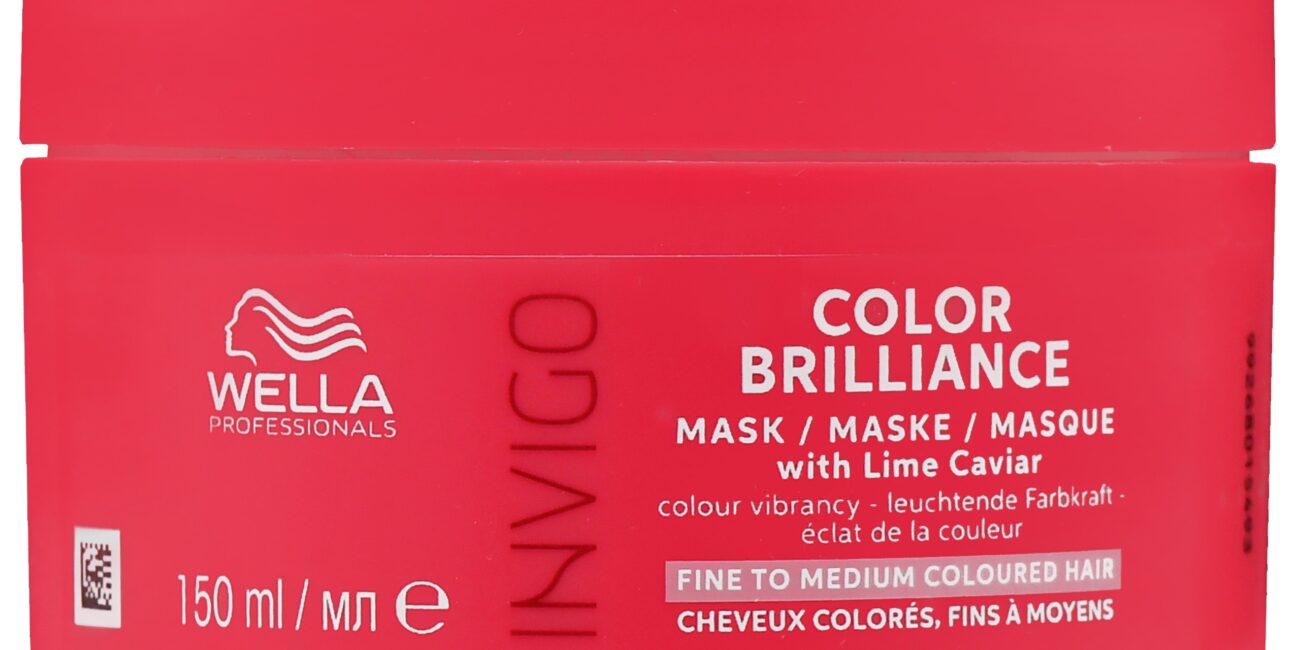 WELLA
PROFESSIONALS
150 ml / мл e
INVIGO
COLOR
BRILLIANCE
MASK / MASKE / MASQUE
with Lime Caviar
colour vibrancy - leuchtende Farbkraft -
éclat de la couleur
FINE TO MEDIUM COLOURED HAIR
CHEVEUX COLORÉS, FINS À MOYENS